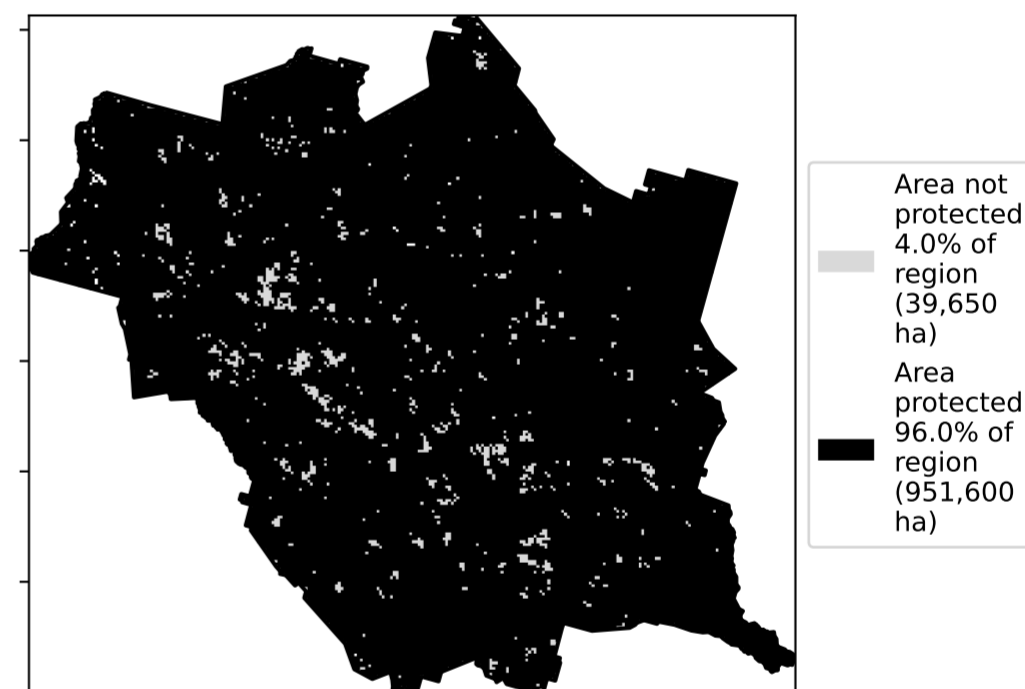 Area not
protected
4.0% of
region
(39,650
ha)
Area
protected
96.0% of
region
(951,600
ha)